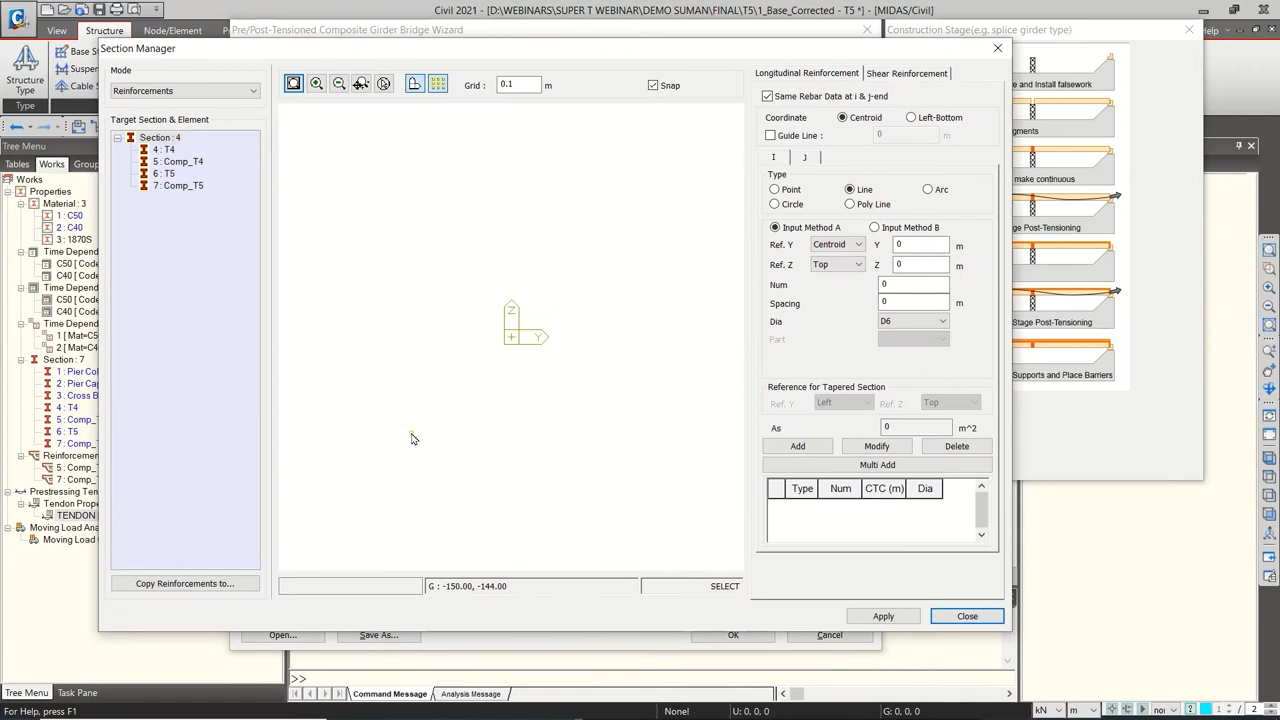 Civil 2021 - [D:\WEBINARS\SUPER T WEBINAR\DEMO SUMAN\FINAL\T5\1_Base_Corrected - T5 *] - [MIDAS/Civil]
View
Structure
Node/Element
Pre/Post-Tensioned Composite Girder Bridge Wizard
Construction Stage(e.g. splice girder type)
Help
Section Manager
Structure
Type
Type
Base S
Suspen
Cable S
Tree Menu
Tables
Works
Group
Works
Properties
Material : 3
1 : C50
2 : C40
3 : 1870S
Time Depend
C50 [ Code
C40 [ Code
Time Depende
C50 [ Code
C40 [ Code
Time Depend
1 [ Mat=C5
2 [ Mat=C4
Section : 7
1 : Pier Col
2 : Pier Cap
3 : Cross B
4 : T4
5 : Comp_
6 : T5
7 : Comp_
Reinforcemen
5 : Comp_T
7 : Comp_T
Prestressing Ten
Tendon Prope
TENDON
Moving Load Ana
Moving Load
Mode
Reinforcements
Target Section & Element
Section : 4
4 : T4
5 : Comp_T4
6 : T5
7 : Comp_T5
Copy Reinforcements to...
Grid :
0.1
m
Snap
Z
Y
G : -150.00, -144.00
SELECT
Longitudinal Reinforcement
Shear Reinforcement
Same Rebar Data at i & j-end
Coordinate
Centroid
Left-Bottom
Guide Line :
0
m
I
J
Type
Point
Line
Arc
Circle
Poly Line
Input Method A
Input Method B
Ref. Y
Centroid
Y
0
m
Ref. Z
Top
Z
0
m
Num
0
Spacing
0
m
Dia
D6
Part
Reference for Tapered Section
Ref. Y
Left
Ref. Z
Top
As
0
m^2
Add
Modify
Delete
Multi Add
Type
Num
CTC (m)
Dia
Apply
Close
e and Install falsework
gments
make continuous
ge Post-Tensioning
Stage Post-Tensioning
Supports and Place Barriers
Open...
Save As...
OK
Cancel
>>
Tree Menu
Task Pane
Command Message
Analysis Message
For Help, press F1
None!
U: 0, 0, 0
G: 0, 0, 0
kN
m
nor
1
/
2